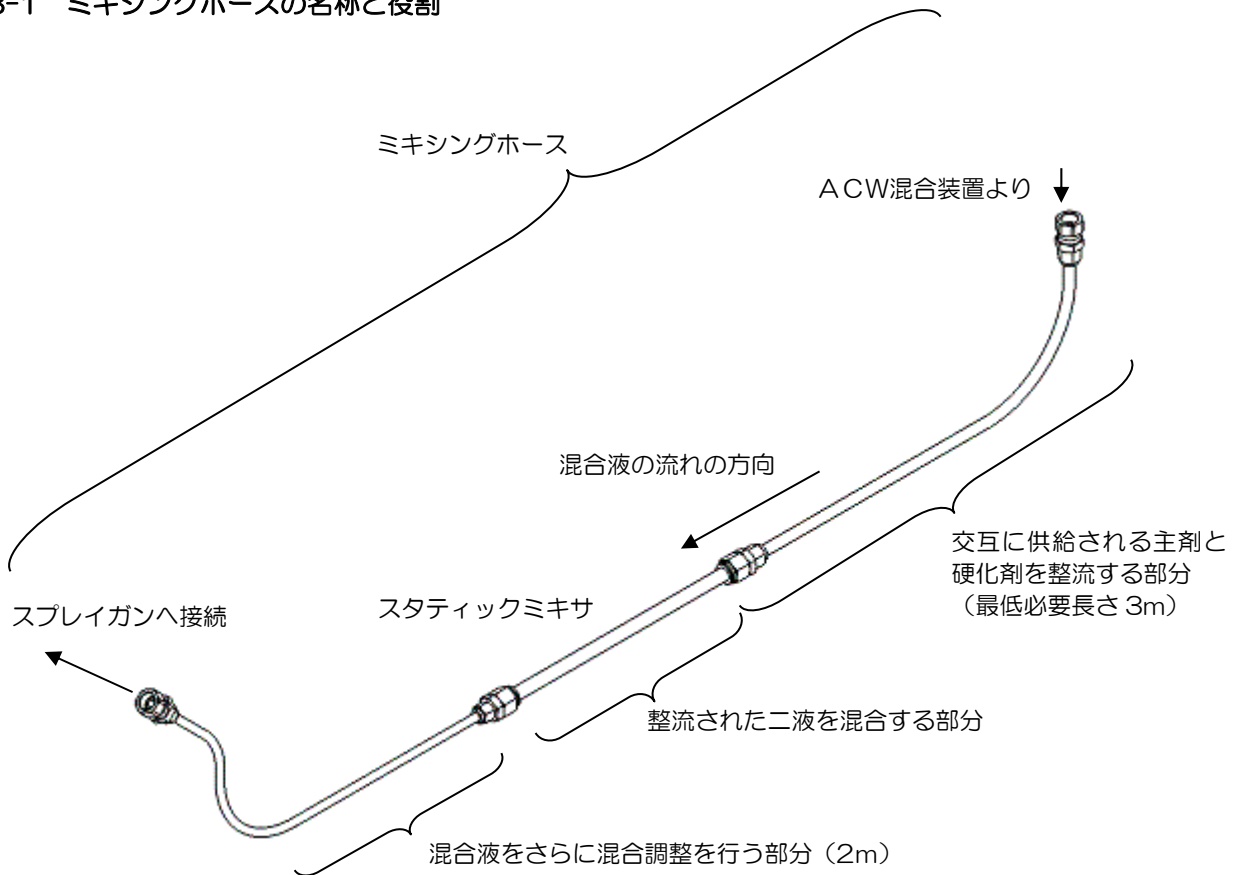 3-1 ミキシングホースの名称と役割
ミキシングホース
ＡＣＷ混合装置より
混合液の流れの方向
交互に供給される主剤と
硬化剤を整流する部分
（最低必要長さ 3m）
スプレイガンへ接続
スタティックミキサ
整流された二液を混合する部分
混合液をさらに混合調整を行う部分（2m）